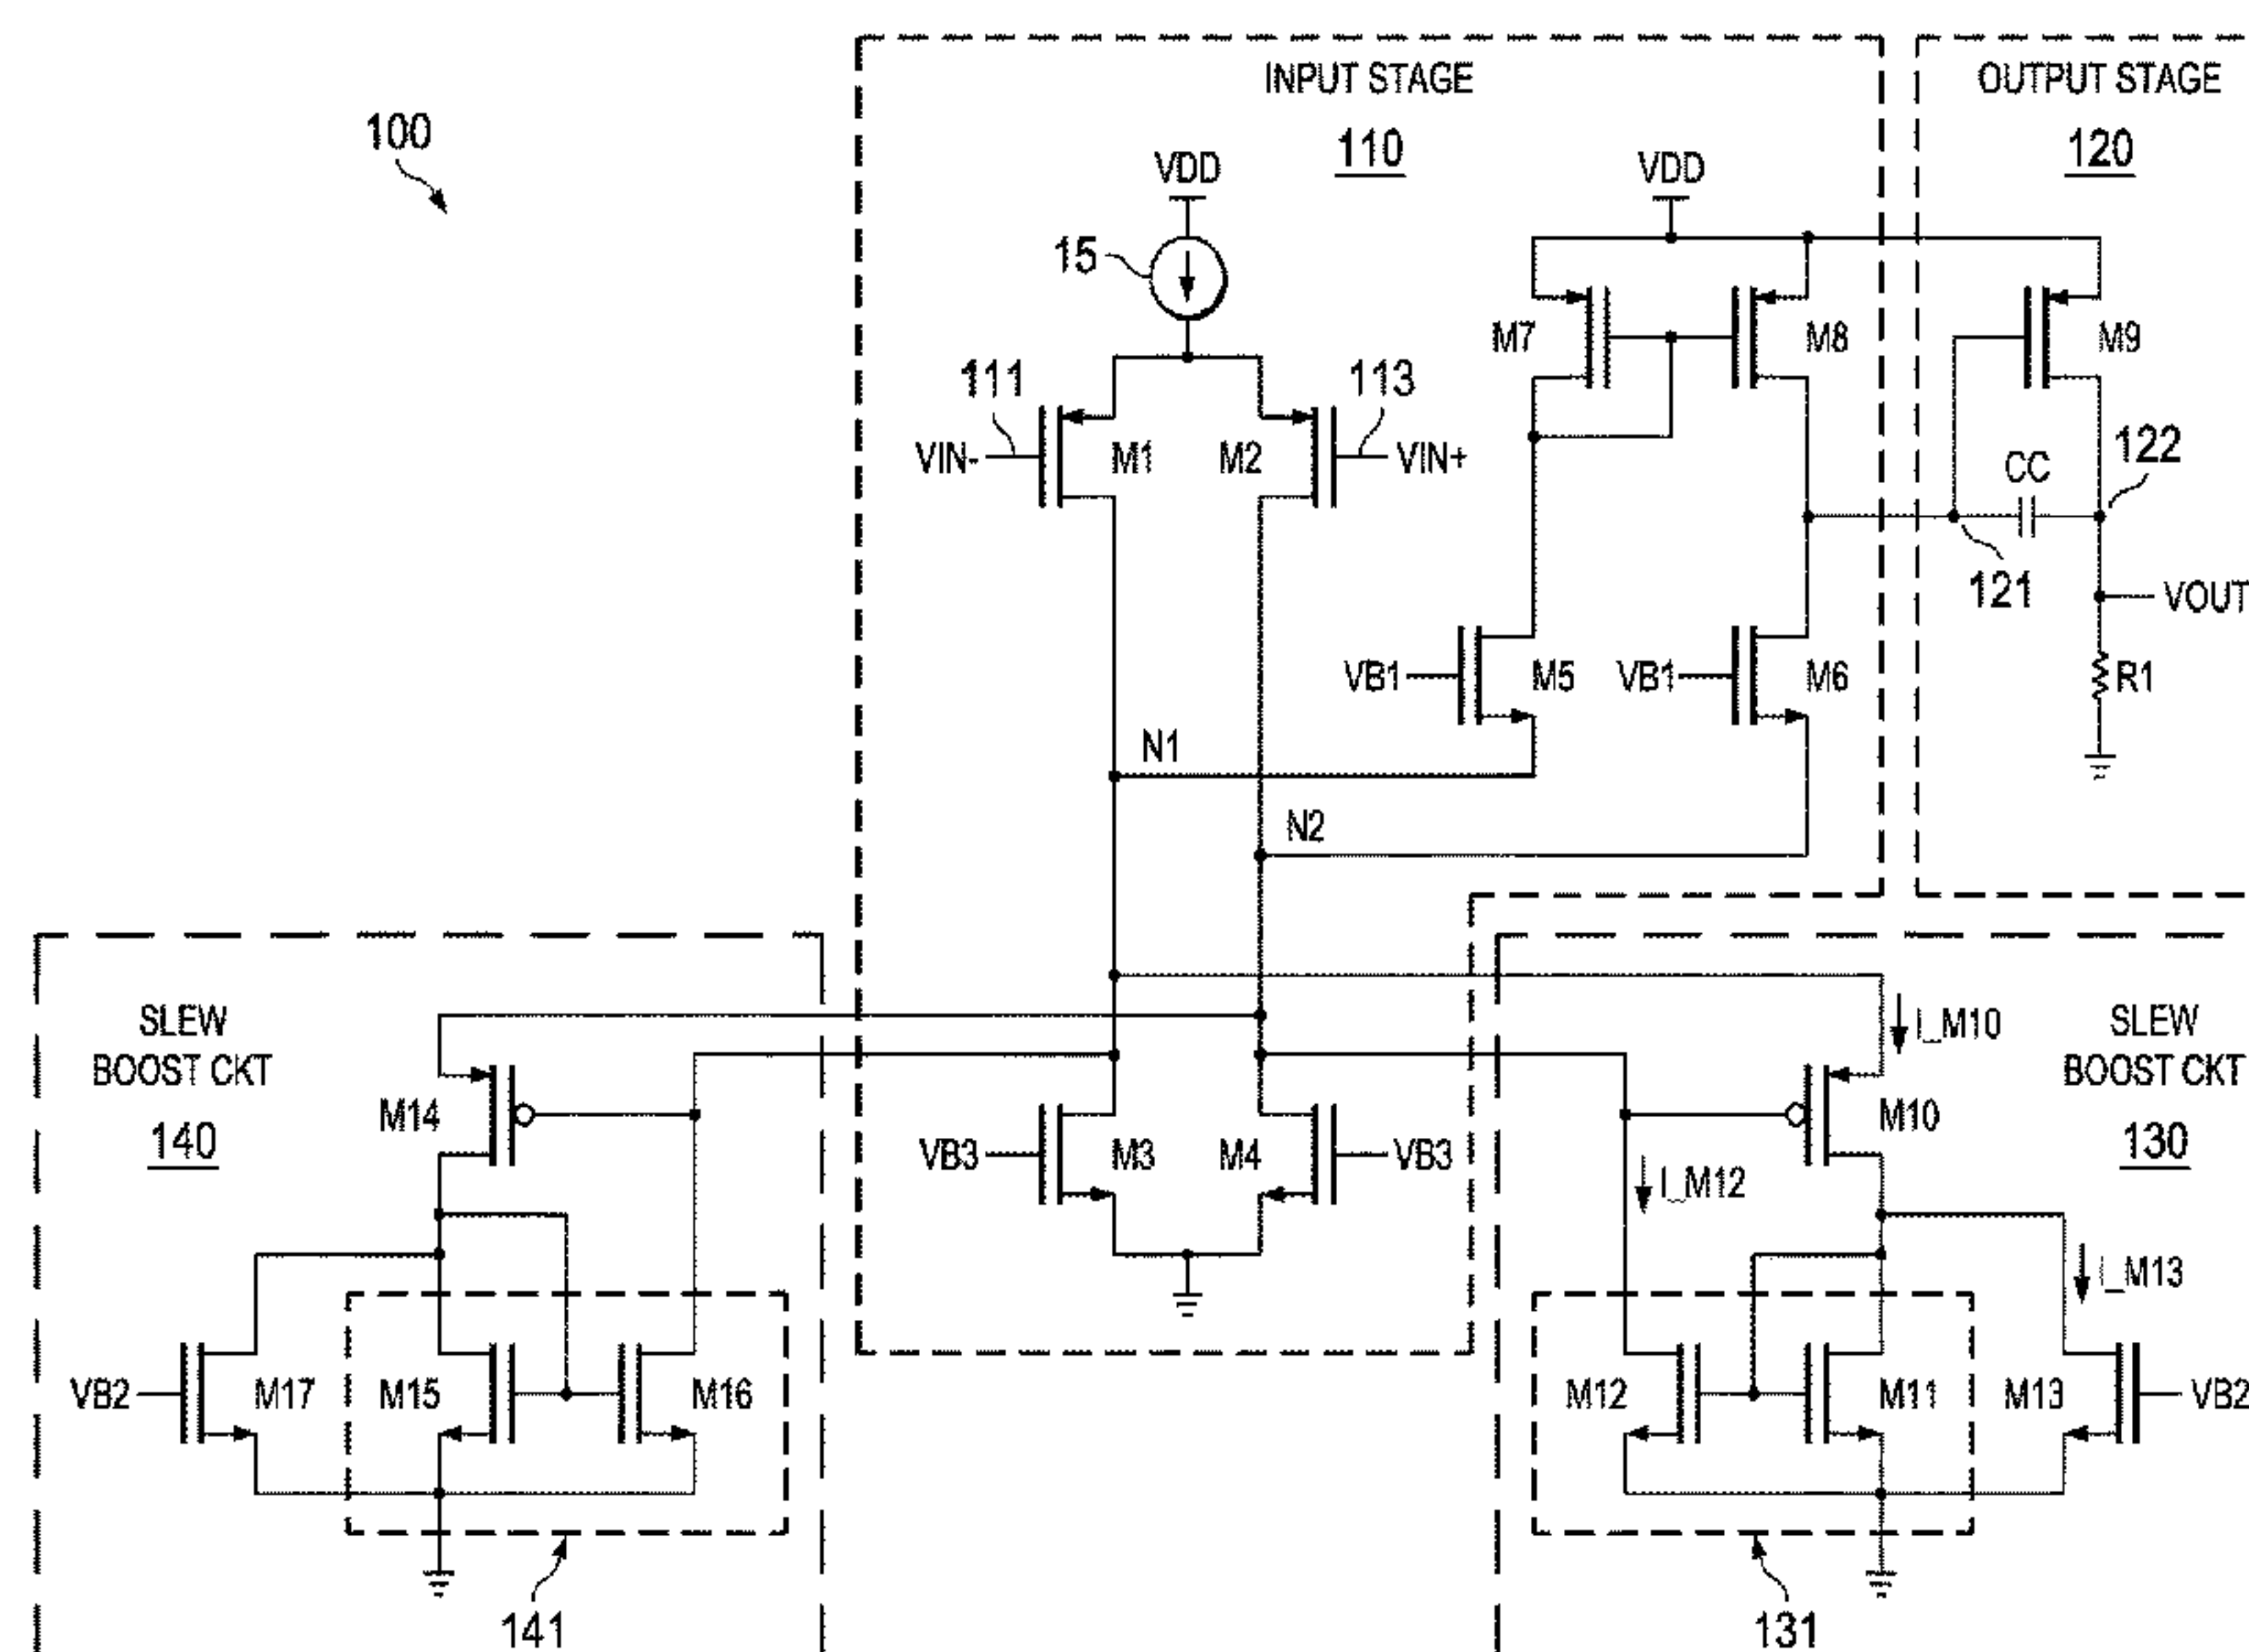 INPUT STAGE
110
OUTPUT STAGE
120
100
VDD
VDD
15
M7
M8
M9
111
113
VIN-
M1
M2
VIN+
CC
122
121
VOUT
VB1
M5
VB1
M6
R1
N1
N2
SLEW
BOOST CKT
140
M14
I_M10
SLEW
BOOST CKT
130
M10
VB3
M3
M4
VB3
I_M12
I_M13
VB2
M17
M15
M16
M12
M11
M13
VB2
141
131